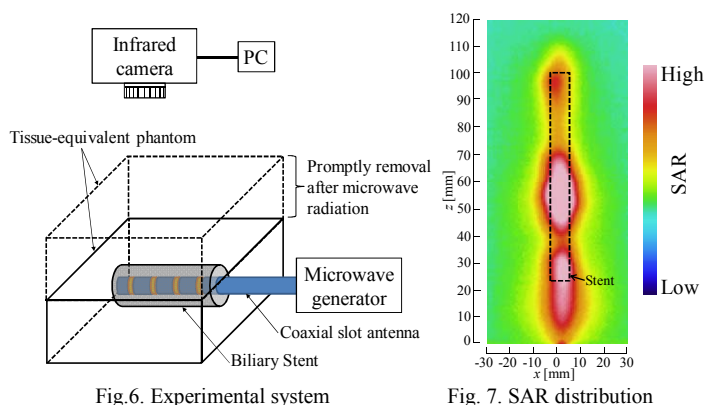 Infrared
camera
PC
Tissue-equivalent phantom
Promptly removal
after microwave
radiation
Microwave
generator
Coaxial slot antenna
Biliary Stent
Fig.6. Experimental system
120
110
100
90
80
70
60
50
40
30
20
10
0
z [mm]
-30 -20 -10 0 10 20 30
x [mm]
Stent
High
SAR
Low
Fig. 7. SAR distribution